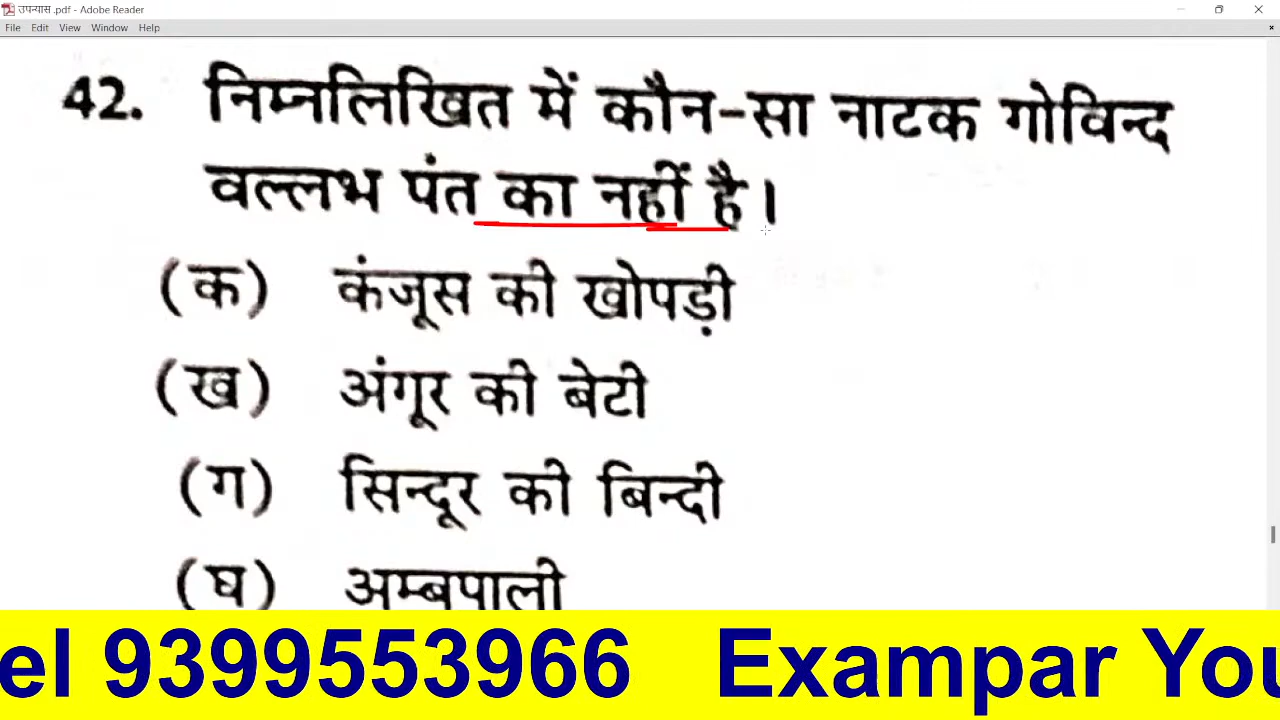 उपन्यास .pdf - Adobe Reader
File Edit View Window Help
42. निम्नलिखित में कौन-सा नाटक गोविन्द
वल्लभ पंत का नहीं है।
(क) कंजूस की खोपड़ी
(ख) अंगूर की बेटी
(ग) सिन्दूर की बिन्दी
(घ) अम्बपाली
el 9399553966 Exampar You